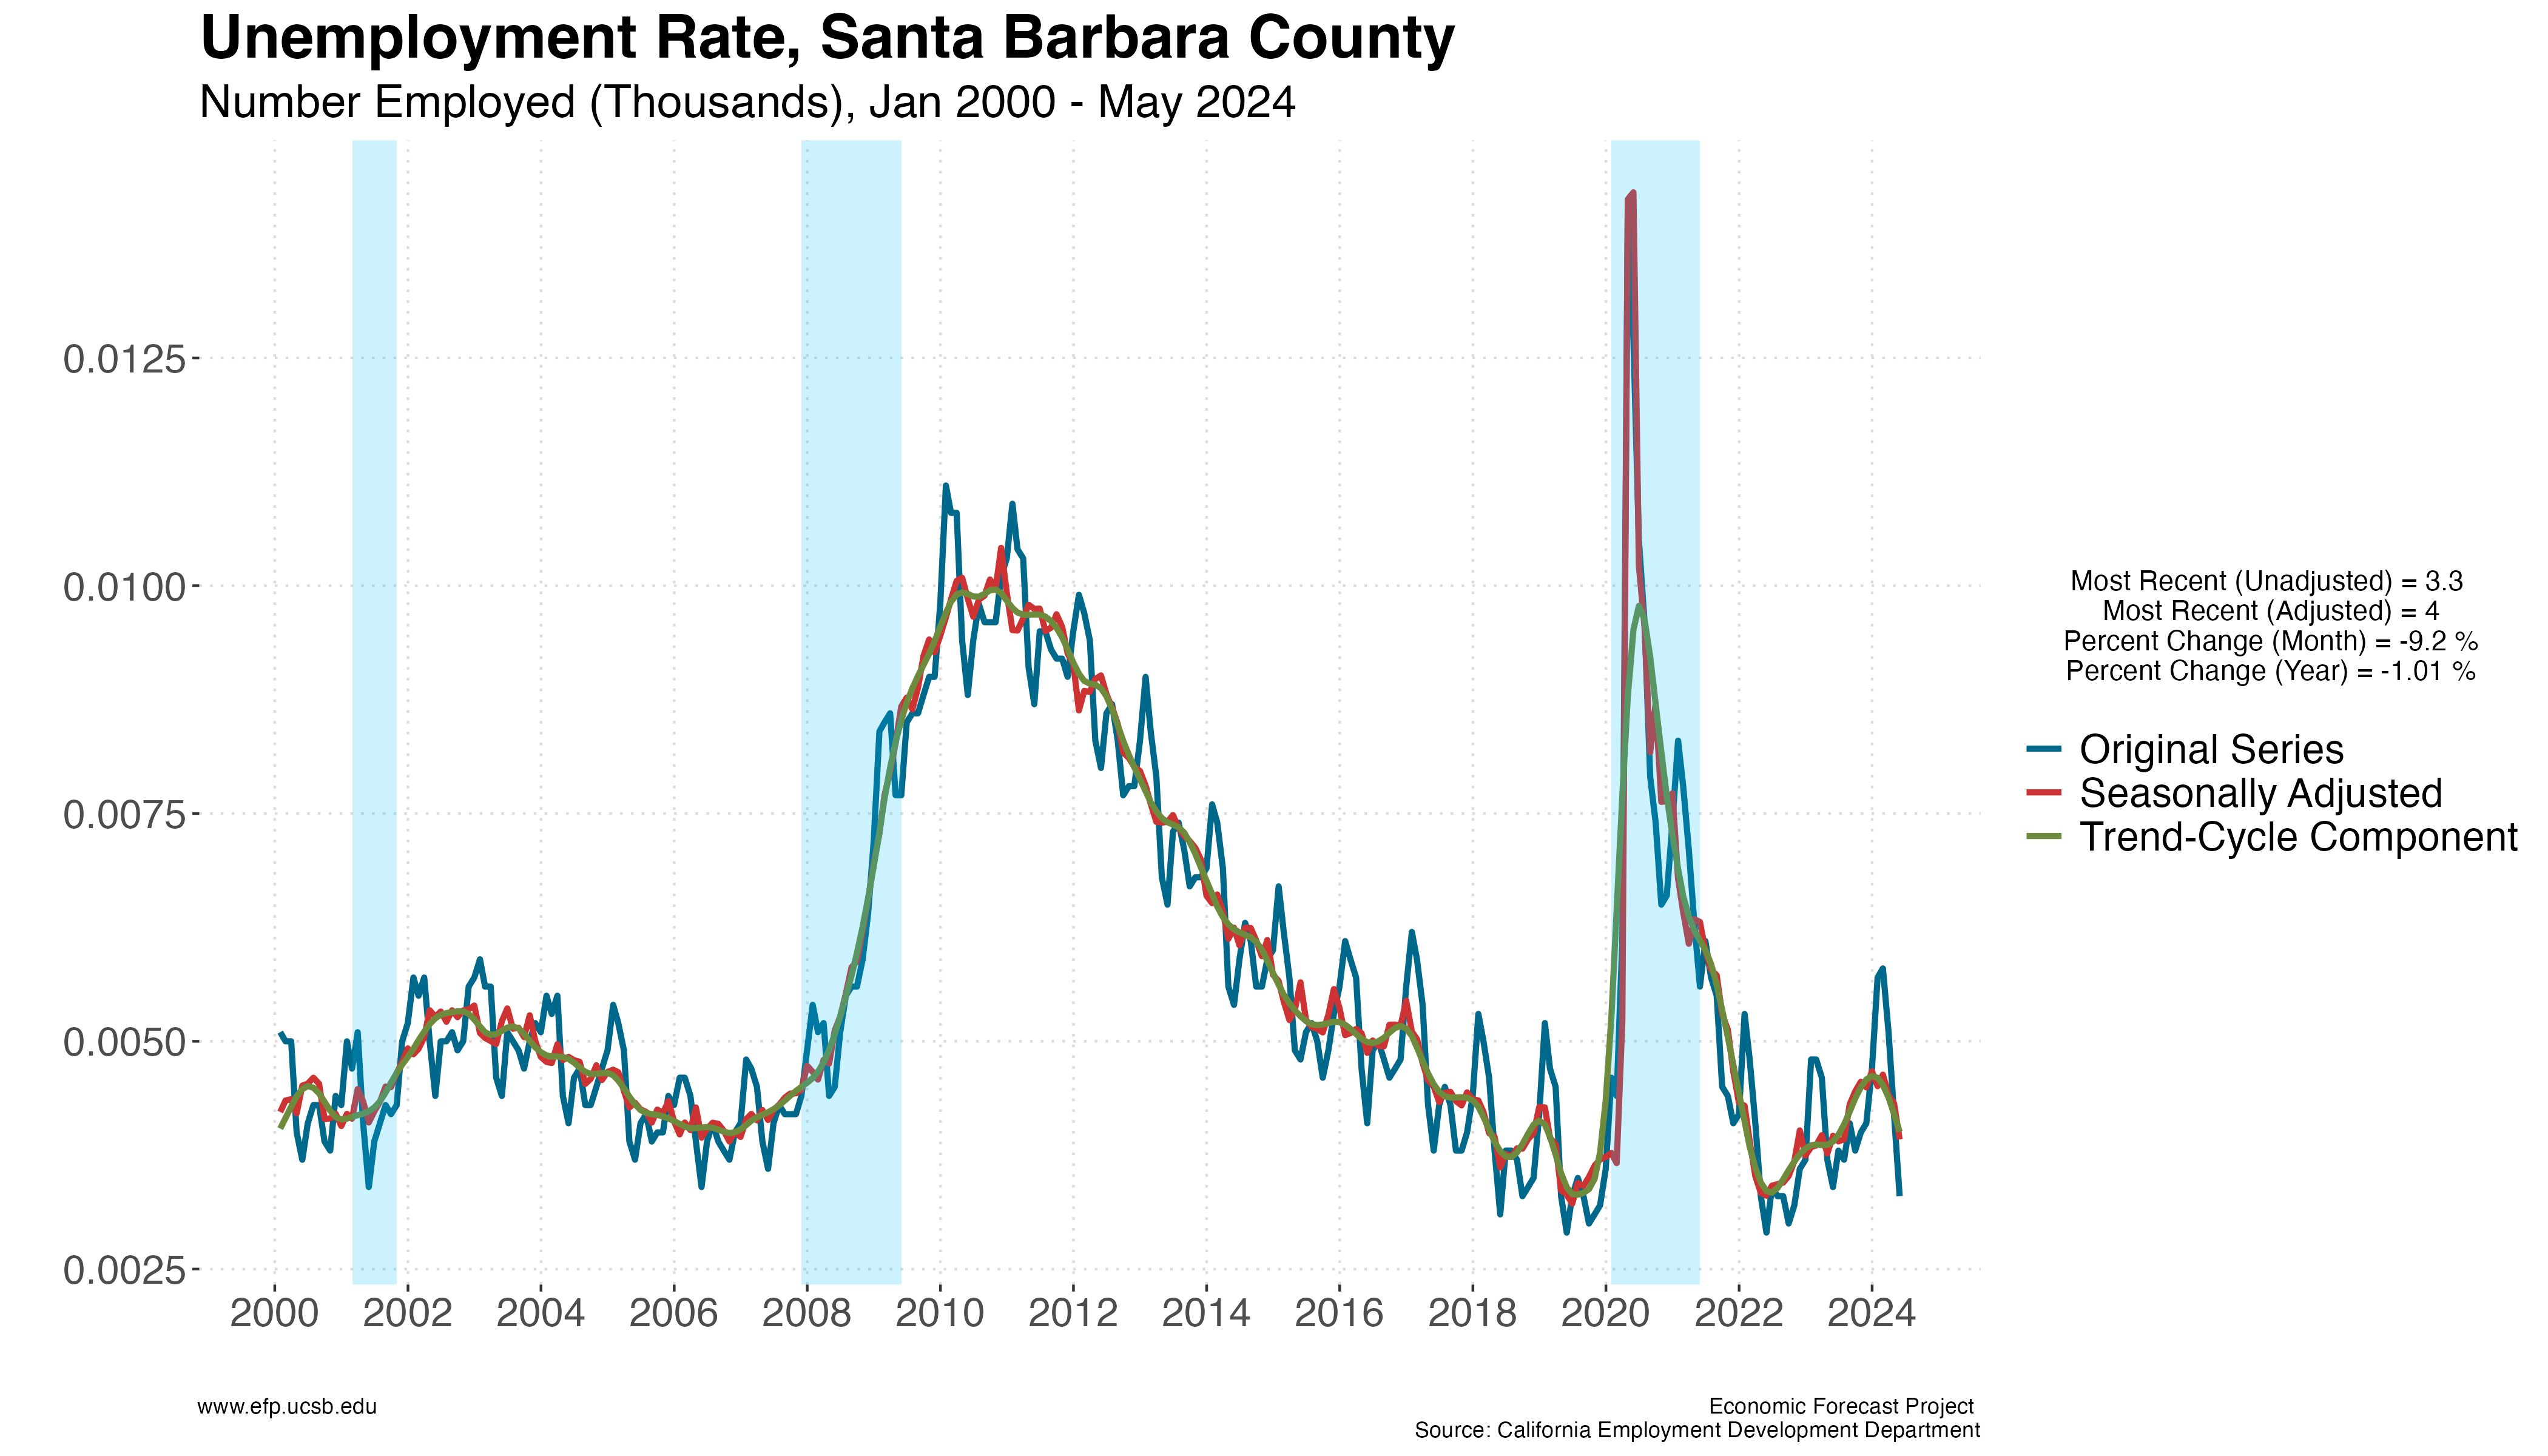 Unemployment Rate, Santa Barbara County
Number Employed (Thousands), Jan 2000 - May 2024
0.0125
0.0100
0.0075
0.0050
0.0025
2000 2002 2004 2006 2008 2010 2012 2014 2016 2018 2020 2022 2024
Most Recent (Unadjusted) = 3.3
Most Recent (Adjusted) = 4
Percent Change (Month) = -9.2 %
Percent Change (Year) = -1.01 %
Original Series
Seasonally Adjusted
Trend-Cycle Component
www.efp.ucsb.edu
Economic Forecast Project
Source: California Employment Development Department